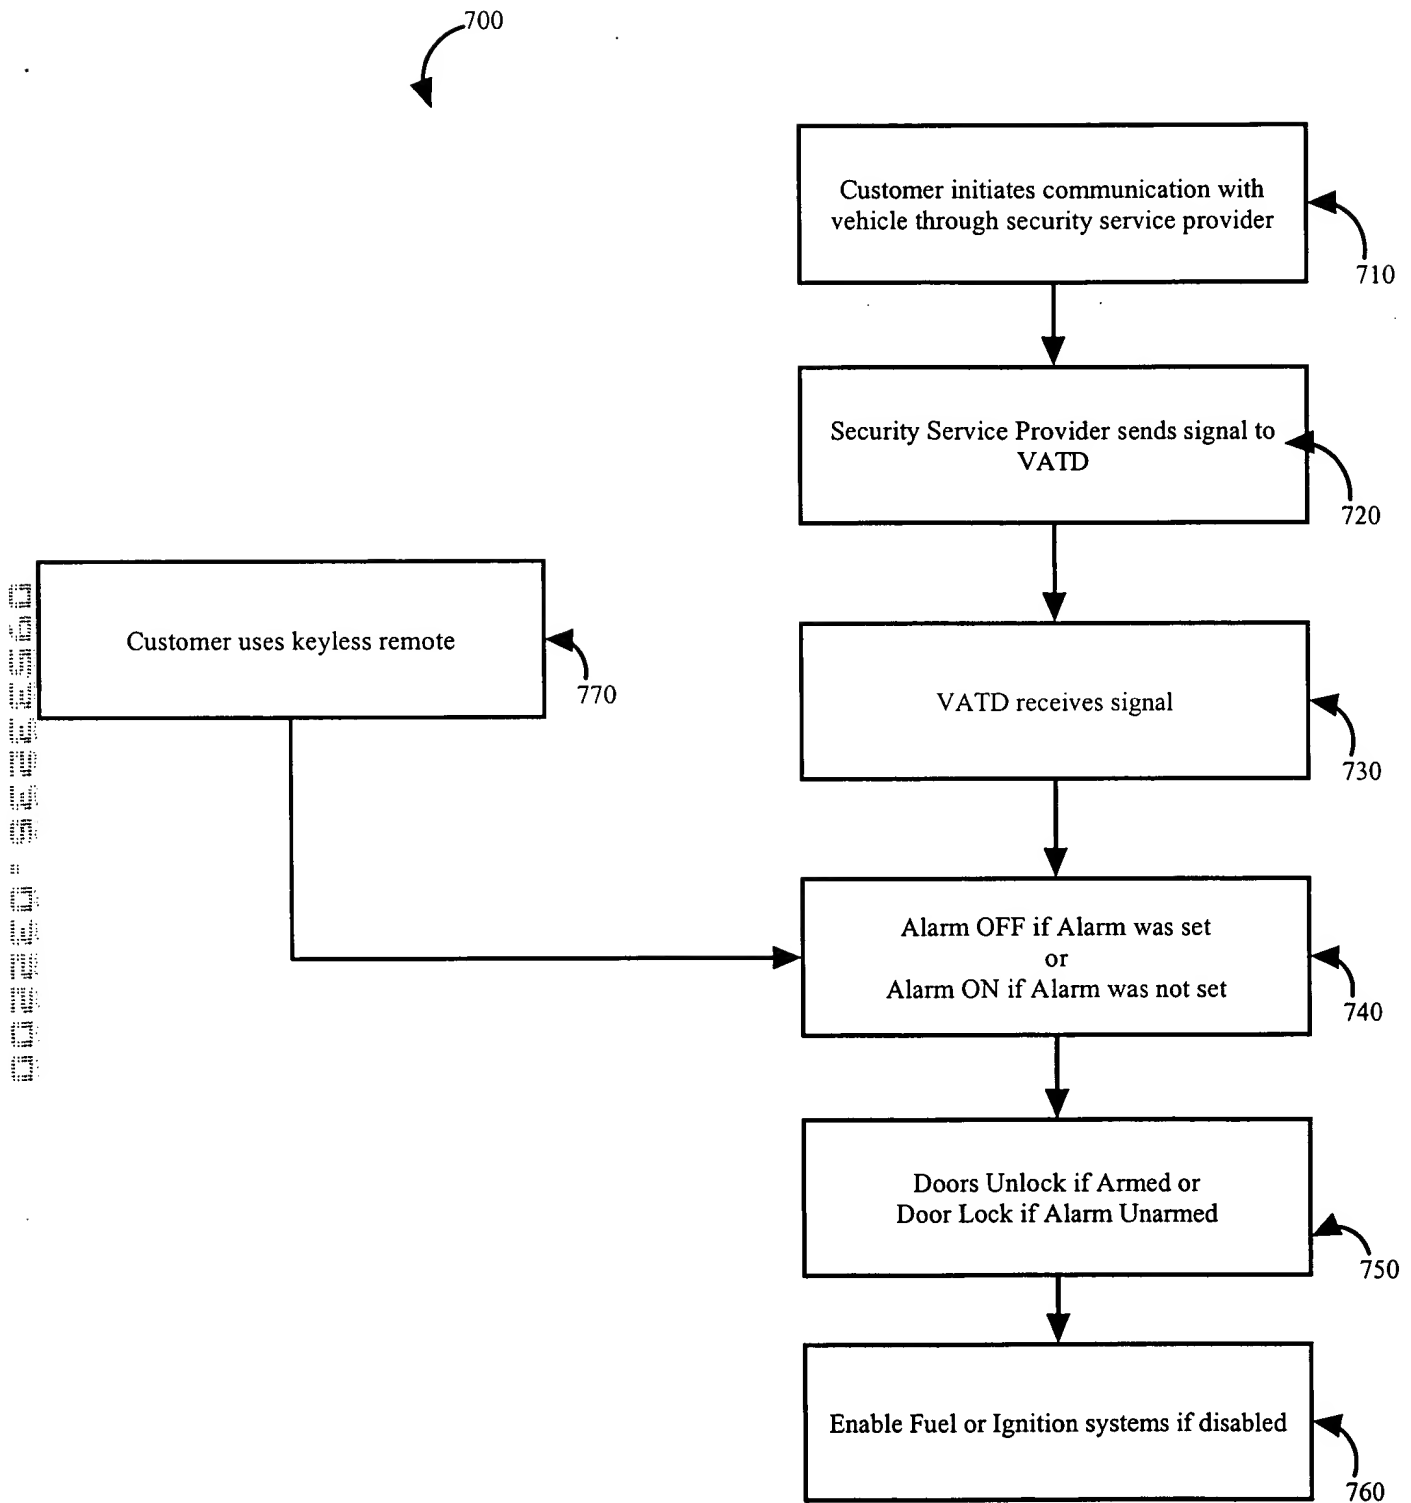 700
Customer initiates communication with
vehicle through security service provider
710
Security Service Provider sends signal to
VATD
720
Customer uses keyless remote
770
VATD receives signal
730
Alarm OFF if Alarm was set
or
Alarm ON if Alarm was not set
740
Doors Unlock if Armed or
Door Lock if Alarm Unarmed
750
Enable Fuel or Ignition systems if disabled
760